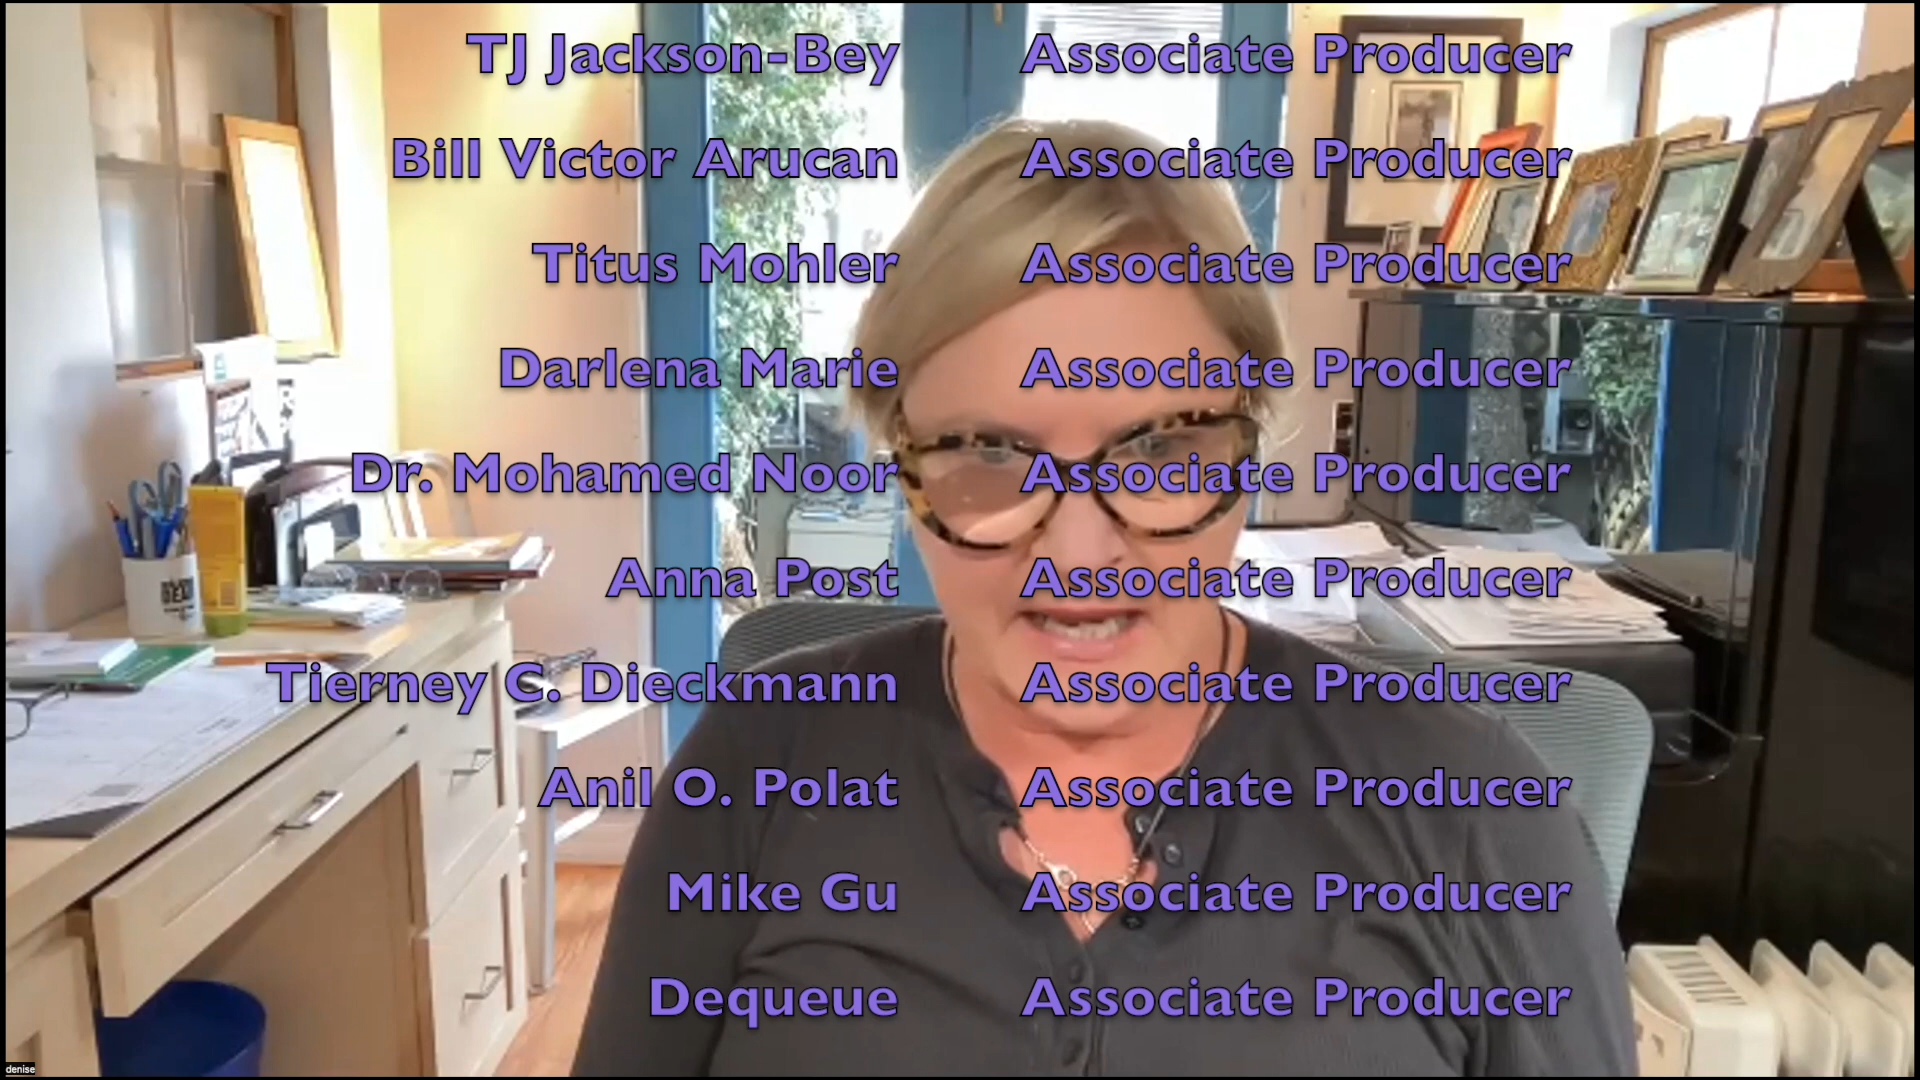 TJ Jackson-Bey Associate Producer
Bill Victor Arucan Associate Producer
Titus Mohler Associate Producer
Darlena Marie Associate Producer
Dr. Mohamed Noor Associate Producer
Anna Post Associate Producer
Tierney C. Dieckmann Associate Producer
Anil O. Polat Associate Producer
Mike Gu Associate Producer
Dequeue Associate Producer
denise